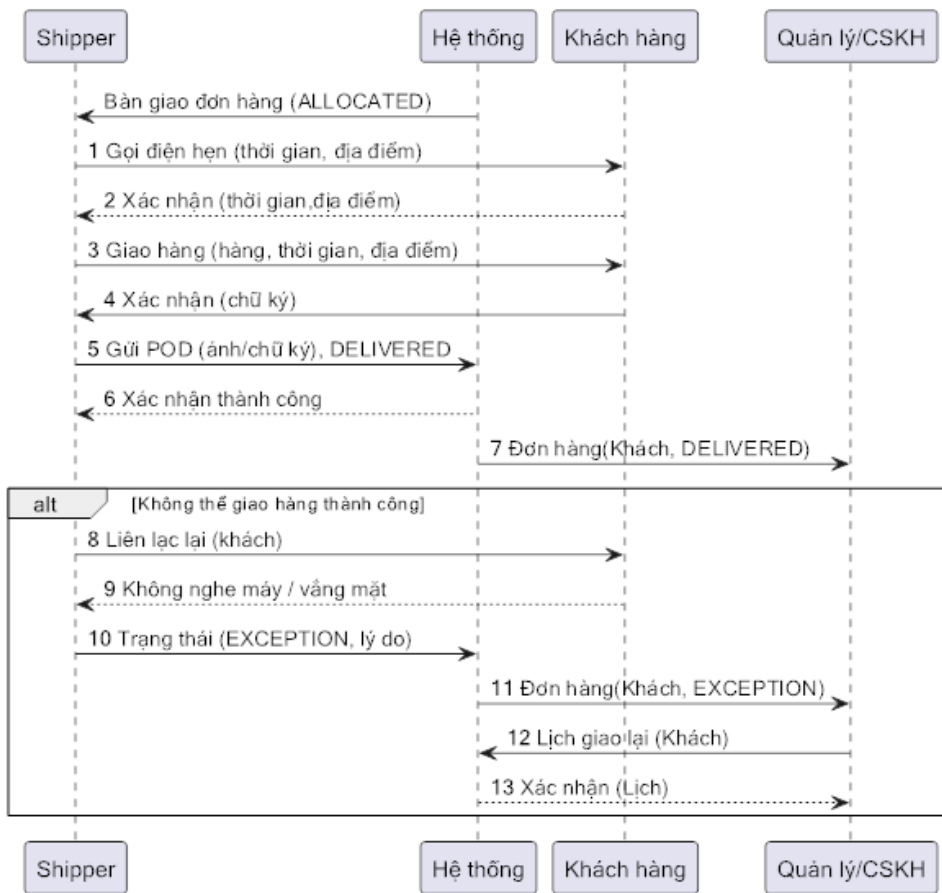 Shipper
Hệ thống
Khách hàng
Quản lý/CSKH
Bàn giao đơn hàng (ALLOCATED)
1 Gọi điện hẹn (thời gian, địa điểm)
2 Xác nhận (thời gian,địa điểm)
3 Giao hàng (hàng, thời gian, địa điểm)
4 Xác nhận (chữ ký)
5 Gửi POD (ảnh/chữ ký), DELIVERED
6 Xác nhận thành công
7 Đơn hàng(Khách, DELIVERED)
alt [Không thể giao hàng thành công]
8 Liên lạc lại (khách)
9 Không nghe máy / vắng mặt
10 Trạng thái (EXCEPTION, lý do)
11 Đơn hàng(Khách, EXCEPTION)
12 Lịch giao lại (Khách)
13 Xác nhận (Lịch)
Shipper
Hệ thống
Khách hàng
Quản lý/CSKH